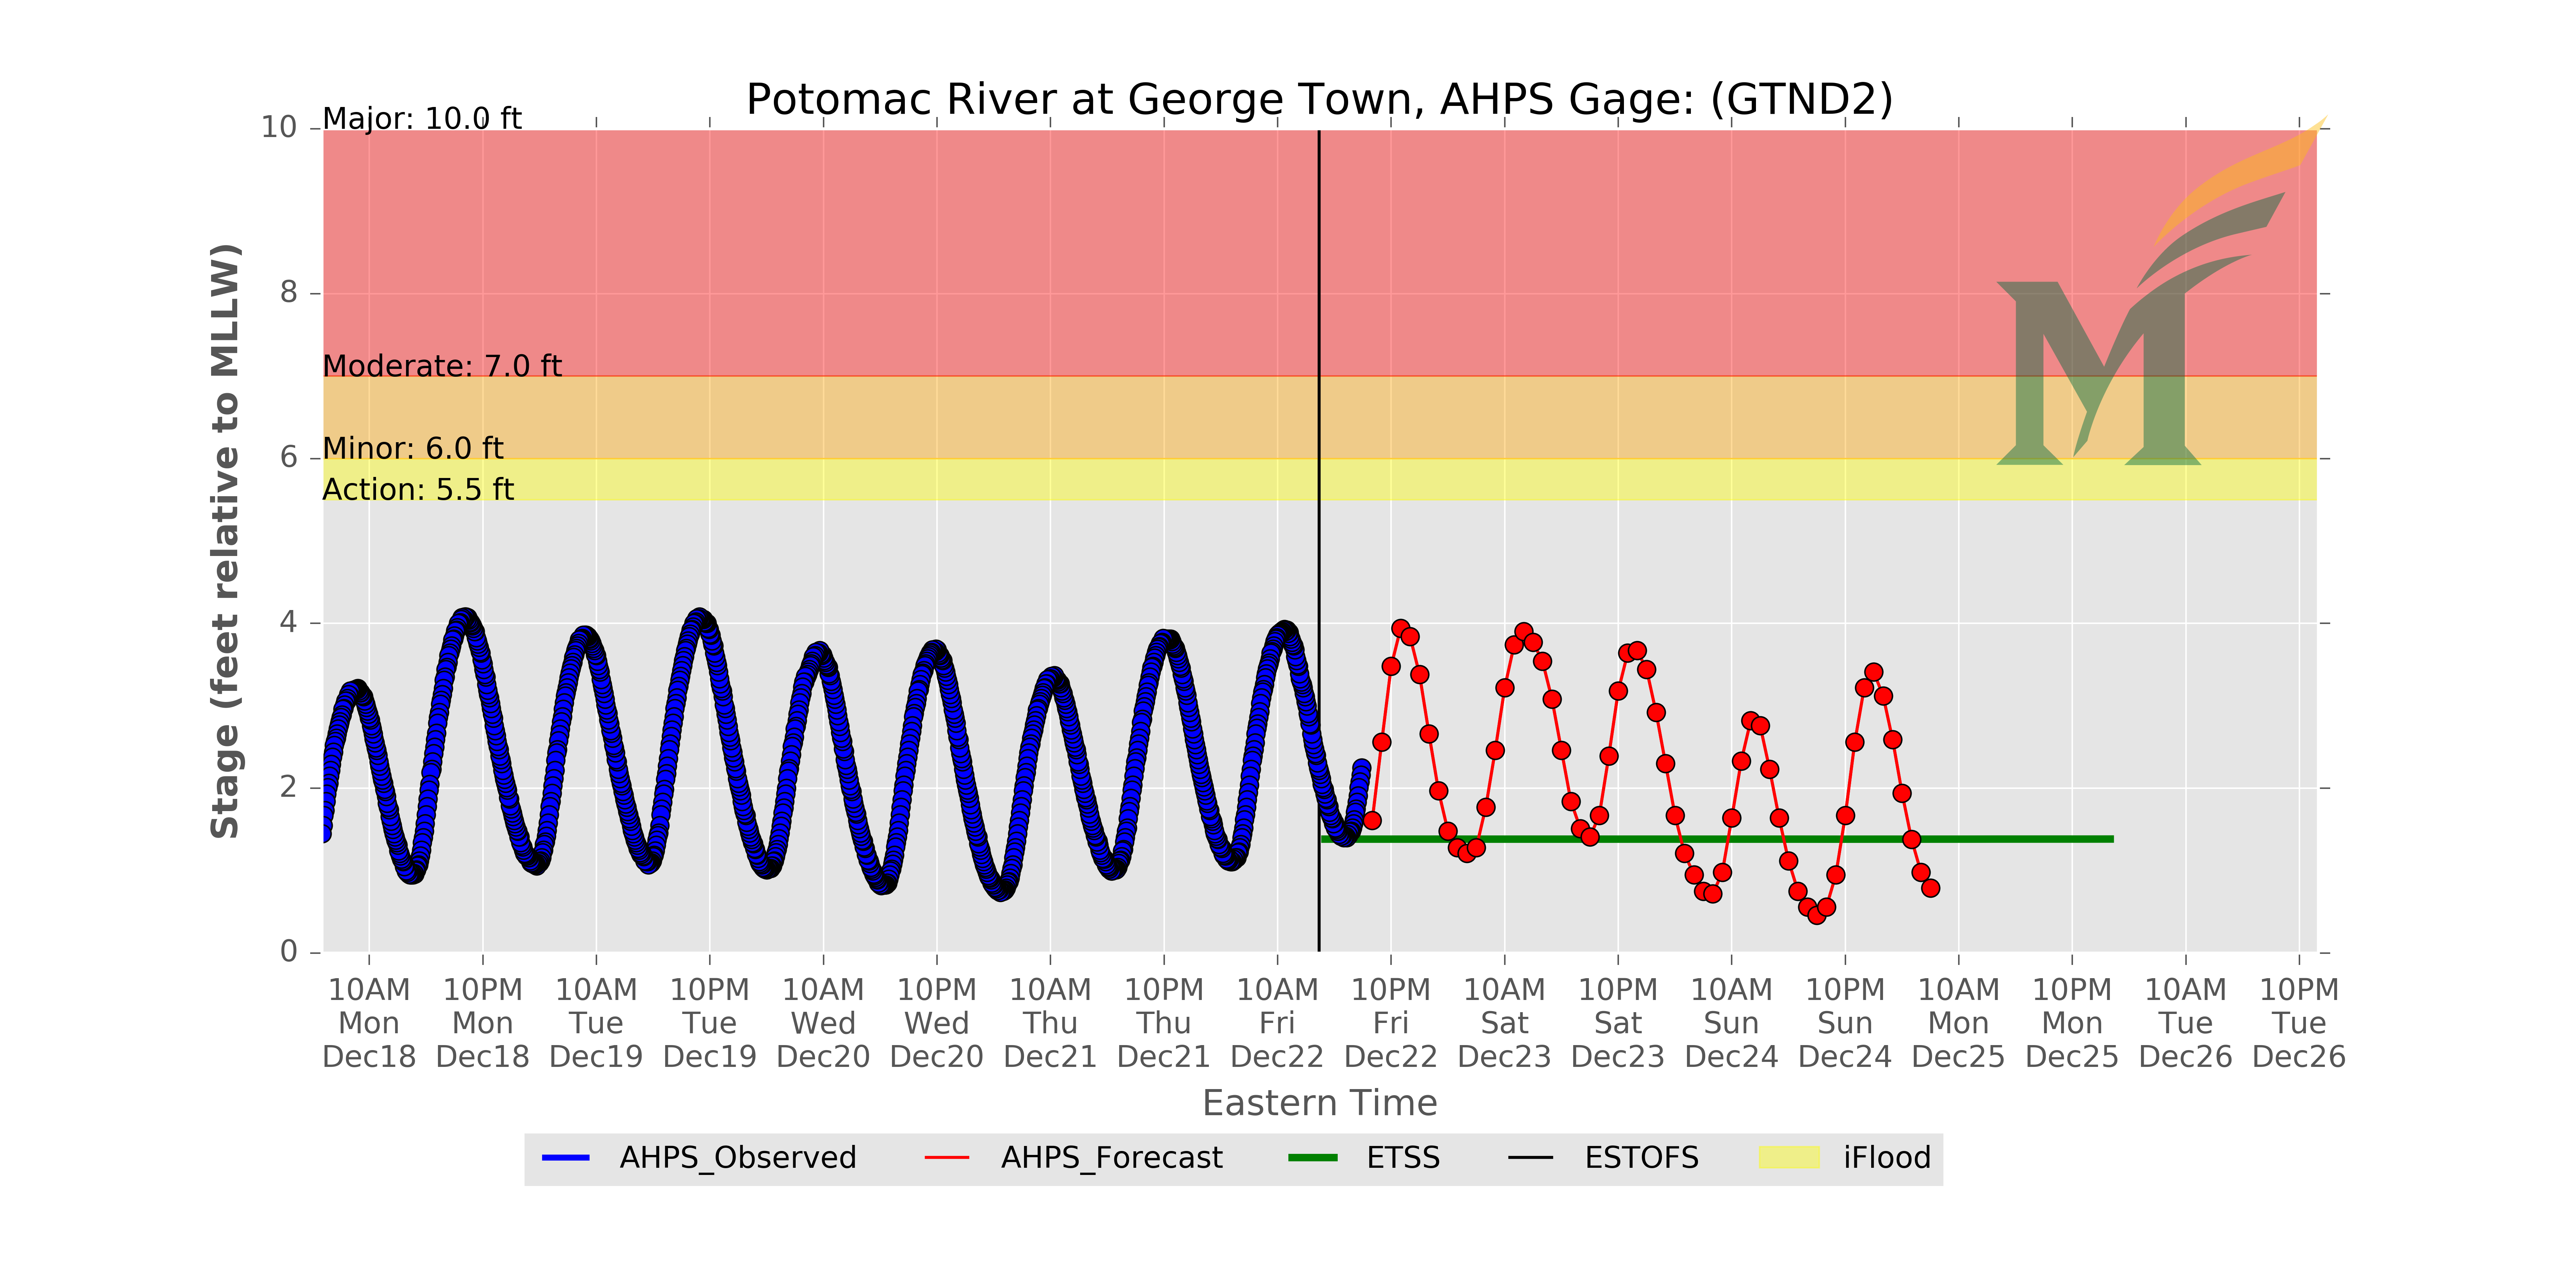 Potomac River at George Town, AHPS Gage: (GTND2)
Stage (feet relative to MLLW)
10
8
6
4
2
0
Major: 10.0 ft
Moderate: 7.0 ft
Minor: 6.0 ft
Action: 5.5 ft
10AM 10PM 10AM 10PM 10AM 10PM 10AM 10PM 10AM 10PM 10AM 10PM 10AM 10PM 10AM 10PM 10AM 10PM
Mon Mon Tue Tue Wed Wed Thu Thu Fri Fri Sat Sat Sun Sun Mon Mon Tue Tue
Dec18 Dec18 Dec19 Dec19 Dec20 Dec20 Dec21 Dec21 Dec22 Dec22 Dec23 Dec23 Dec24 Dec24 Dec25 Dec25 Dec26 Dec26
Eastern Time
AHPS_Observed AHPS_Forecast ETSS ESTOFS iFlood